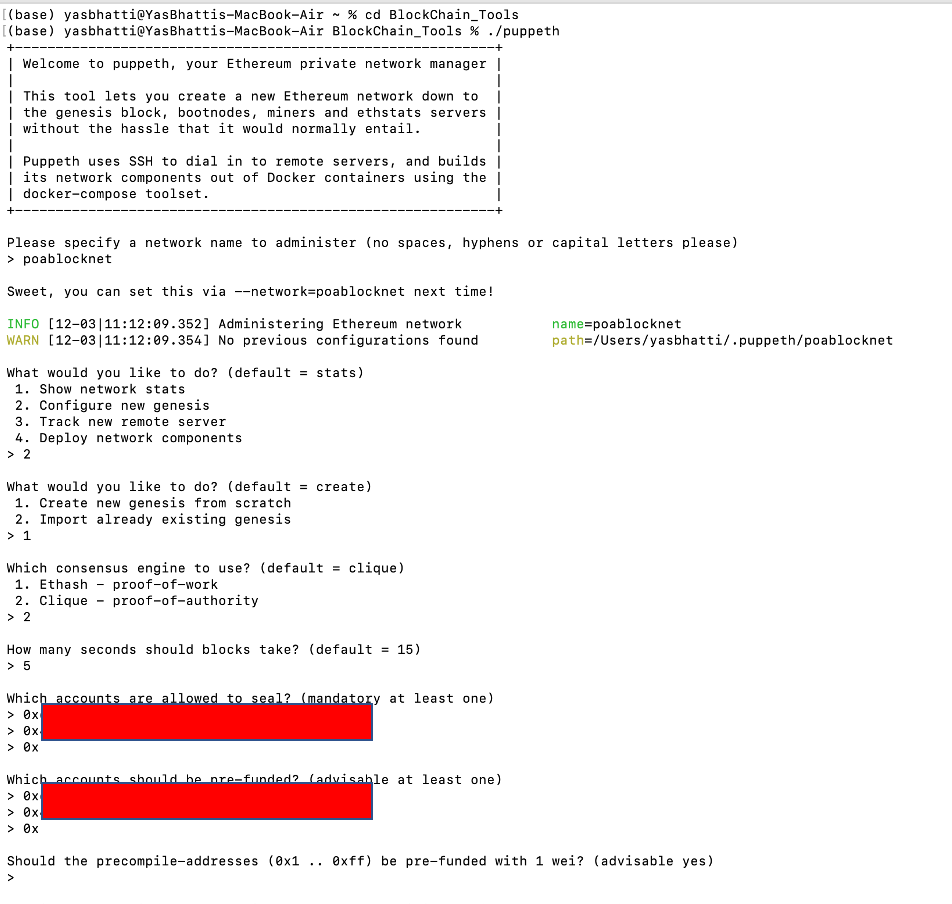 (base) yasbhatti@YasBhattis-MacBook-Air ~ % cd BlockChain_Tools
(base) yasbhatti@YasBhattis-MacBook-Air BlockChain_Tools % ./puppeth
+-----------------------------------------------------------+
| Welcome to puppeth, your Ethereum private network manager |
|                                                           |
| This tool lets you create a new Ethereum network down to  |
| the genesis block, bootnodes, miners and ethstats servers |
| without the hassle that it would normally entail.         |
|                                                           |
| Puppeth uses SSH to dial in to remote servers, and builds |
| its network components out of Docker containers using the |
| docker-compose toolset.                                   |
+-----------------------------------------------------------+
Please specify a network name to administer (no spaces, hyphens or capital letters please)
> poablocknet
Sweet, you can set this via --network=poablocknet next time!
INFO [12-03|11:12:09.352] Administering Ethereum network           name=poablocknet
WARN [12-03|11:12:09.354] No previous configurations found         path=/Users/yasbhatti/.puppeth/poablocknet
What would you like to do? (default = stats)
 1. Show network stats
 2. Configure new genesis
 3. Track new remote server
 4. Deploy network components
> 2
What would you like to do? (default = create)
 1. Create new genesis from scratch
 2. Import already existing genesis
> 1
Which consensus engine to use? (default = clique)
 1. Ethash - proof-of-work
 2. Clique - proof-of-authority
> 2
How many seconds should blocks take? (default = 15)
> 5
Which accounts are allowed to seal? (mandatory at least one)
> 0x
> 0x
> 0x
Which accounts should be pre-funded? (advisable at least one)
> 0x
> 0x
> 0x
Should the precompile-addresses (0x1 .. 0xff) be pre-funded with 1 wei? (advisable yes)
>